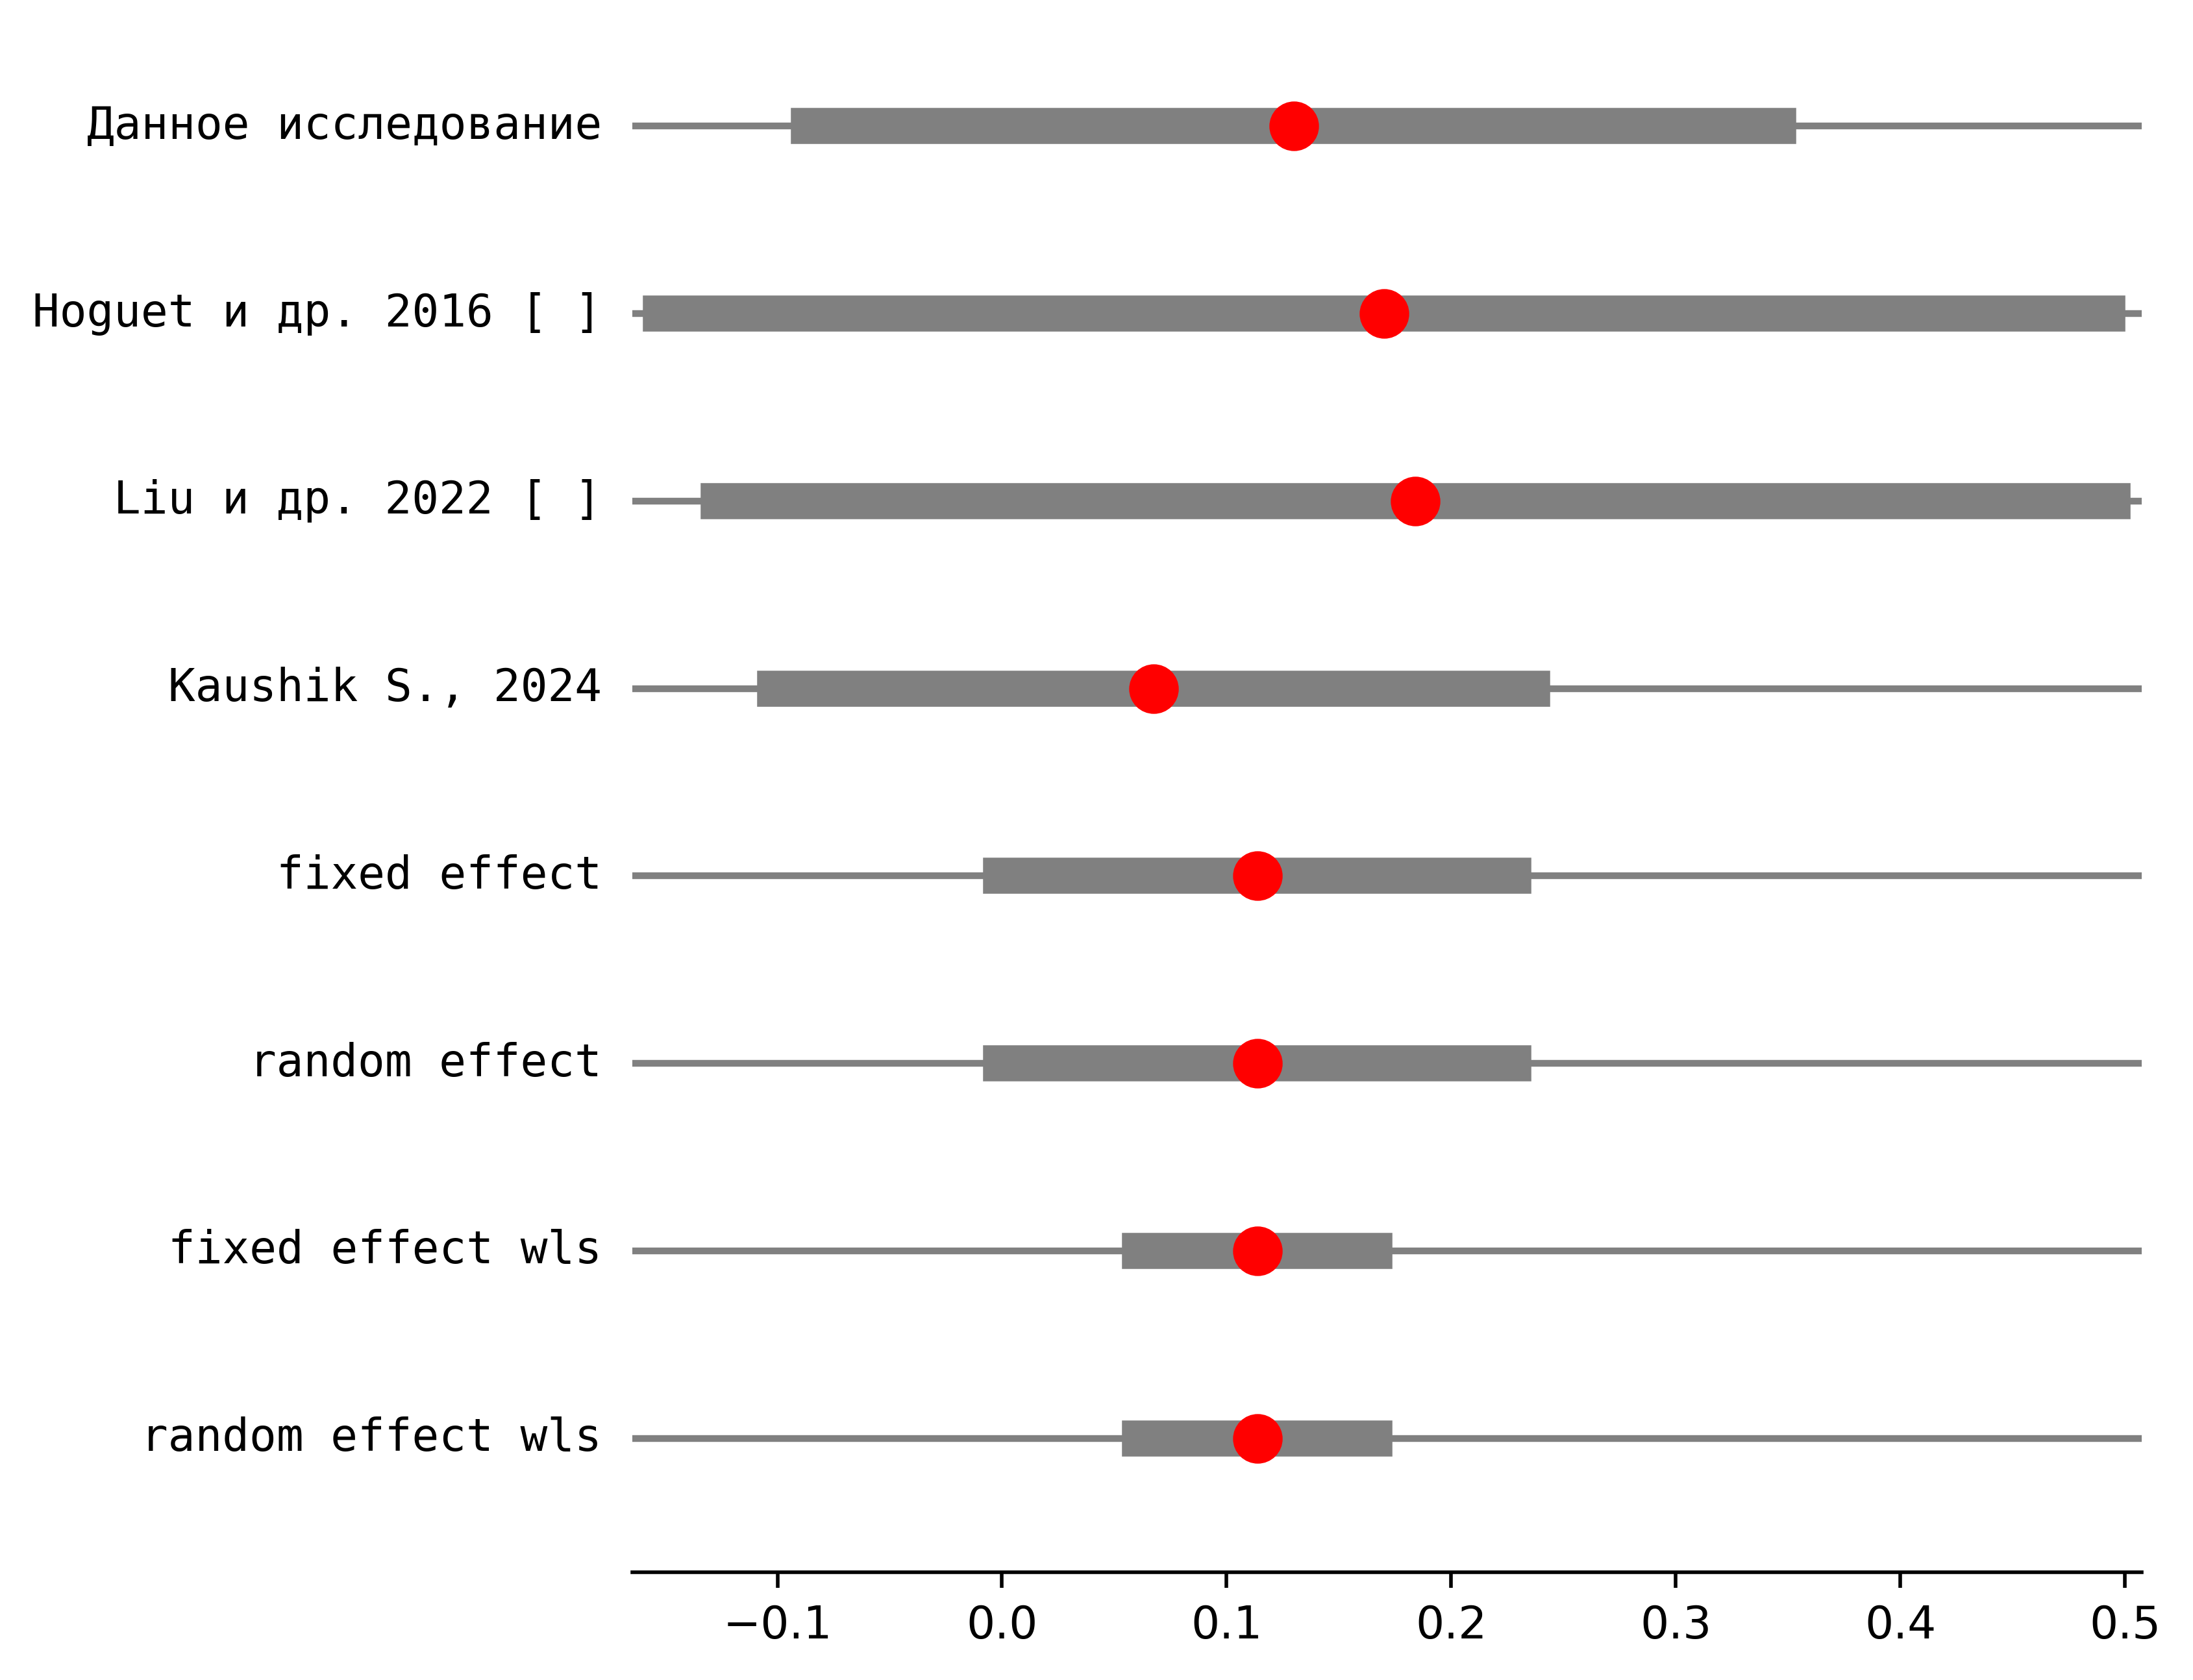 Данное исследование
Hoguet и др. 2016 [ ]
Liu и др. 2022 [ ]
Kaushik S., 2024
fixed effect
random effect
fixed effect wls
random effect wls
−0.1 0.0 0.1 0.2 0.3 0.4 0.5